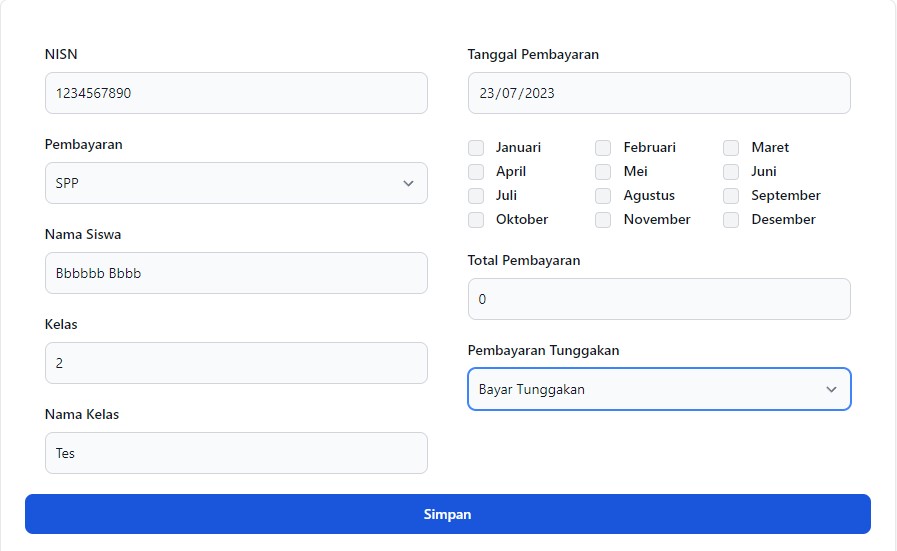 NISN
1234567890
Pembayaran
SPP
Nama Siswa
Bbbbbb Bbbb
Kelas
2
Nama Kelas
Tes
Tanggal Pembayaran
23/07/2023
Januari Februari Maret
April Mei Juni
Juli Agustus September
Oktober November Desember
Total Pembayaran
0
Pembayaran Tunggakan
Bayar Tunggakan
Simpan